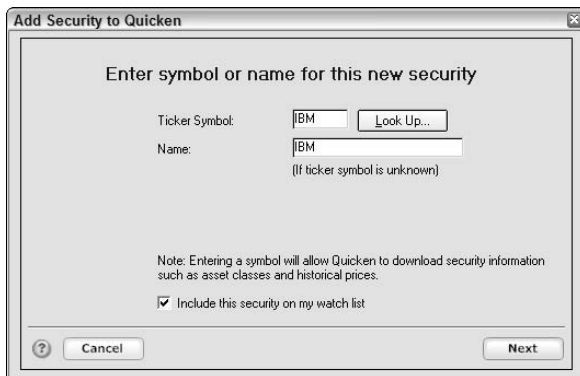 Add Security to Quicken
Enter symbol or name for this new security
Ticker Symbol: IBM Look Up...
Name: IBM
(If ticker symbol is unknown)
Note: Entering a symbol will allow Quicken to download security information
such as asset classes and historical prices.
Include this security on my watch list
? Cancel Next